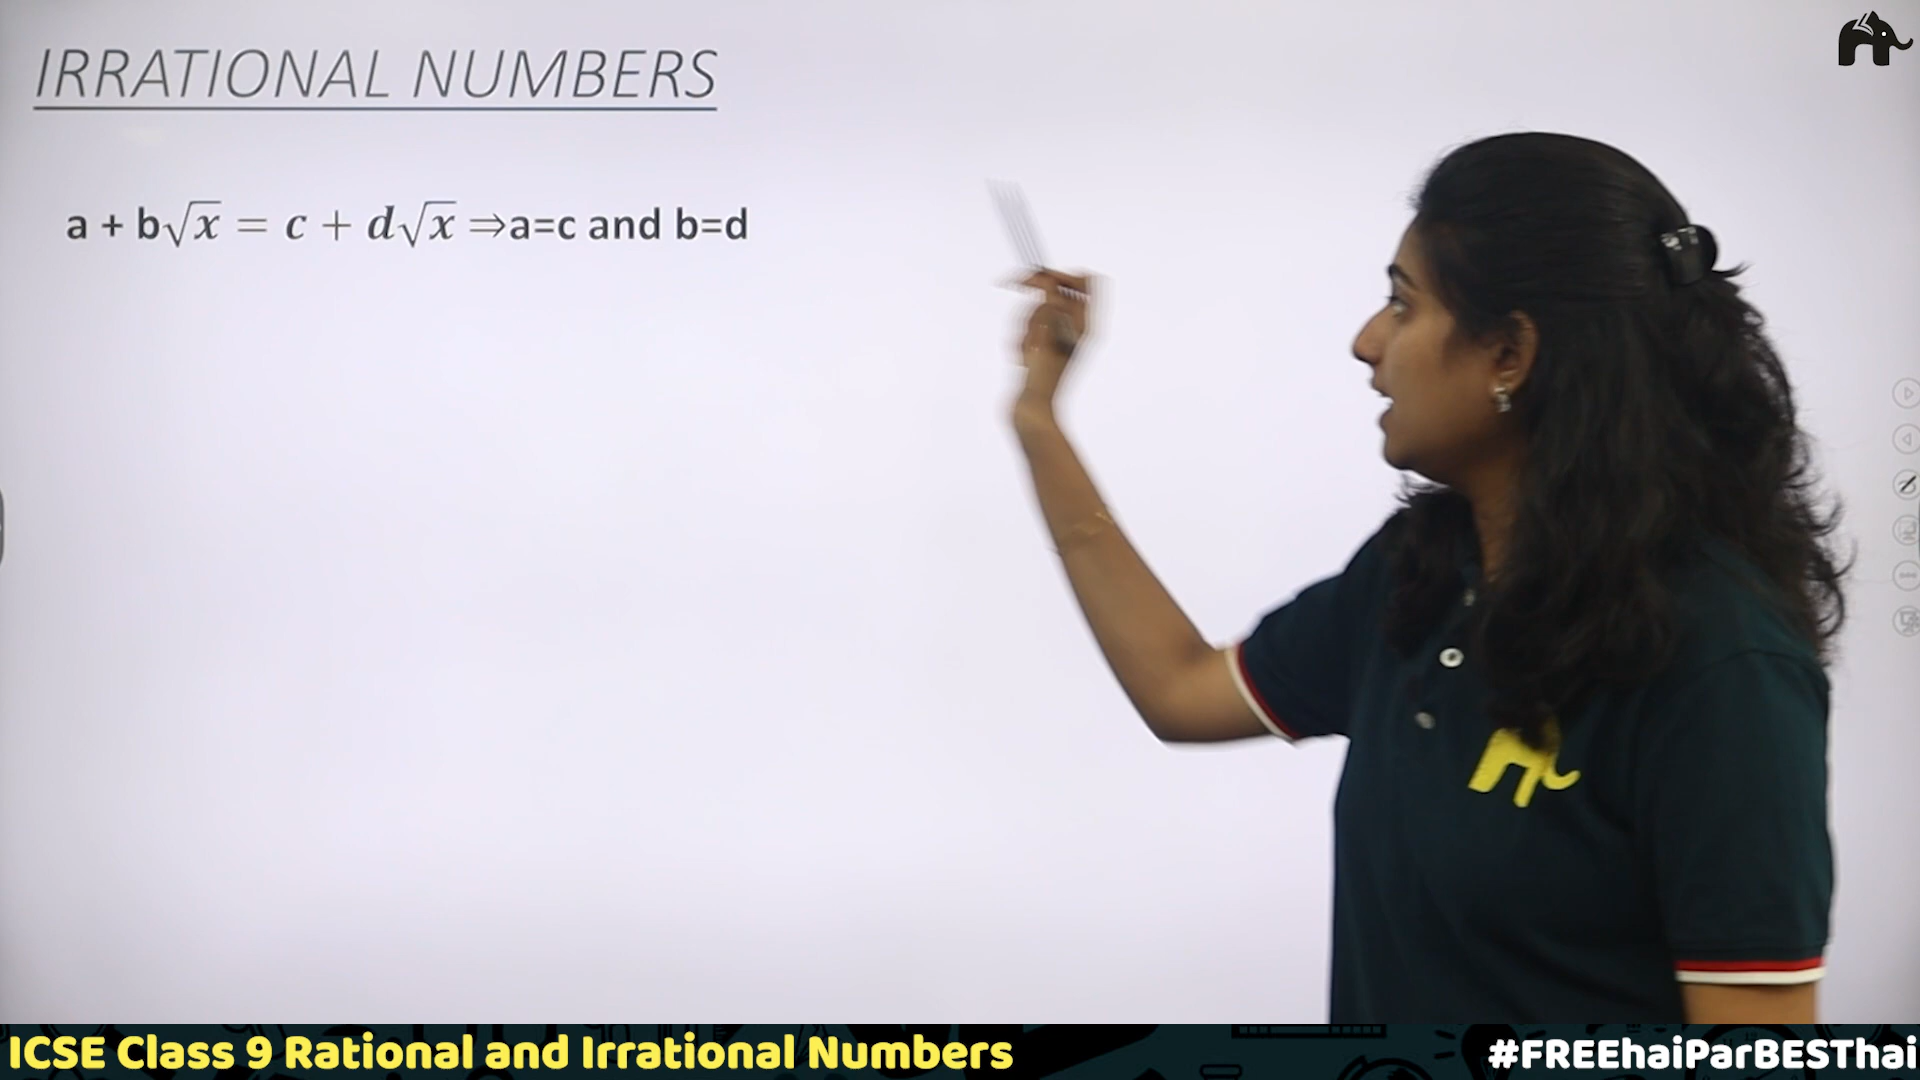 IRRATIONAL NUMBERS
a + b√x = c + d√x ⇒a=c and b=d
ICSE Class 9 Rational and Irrational Numbers
#FREEhaiParBESThai